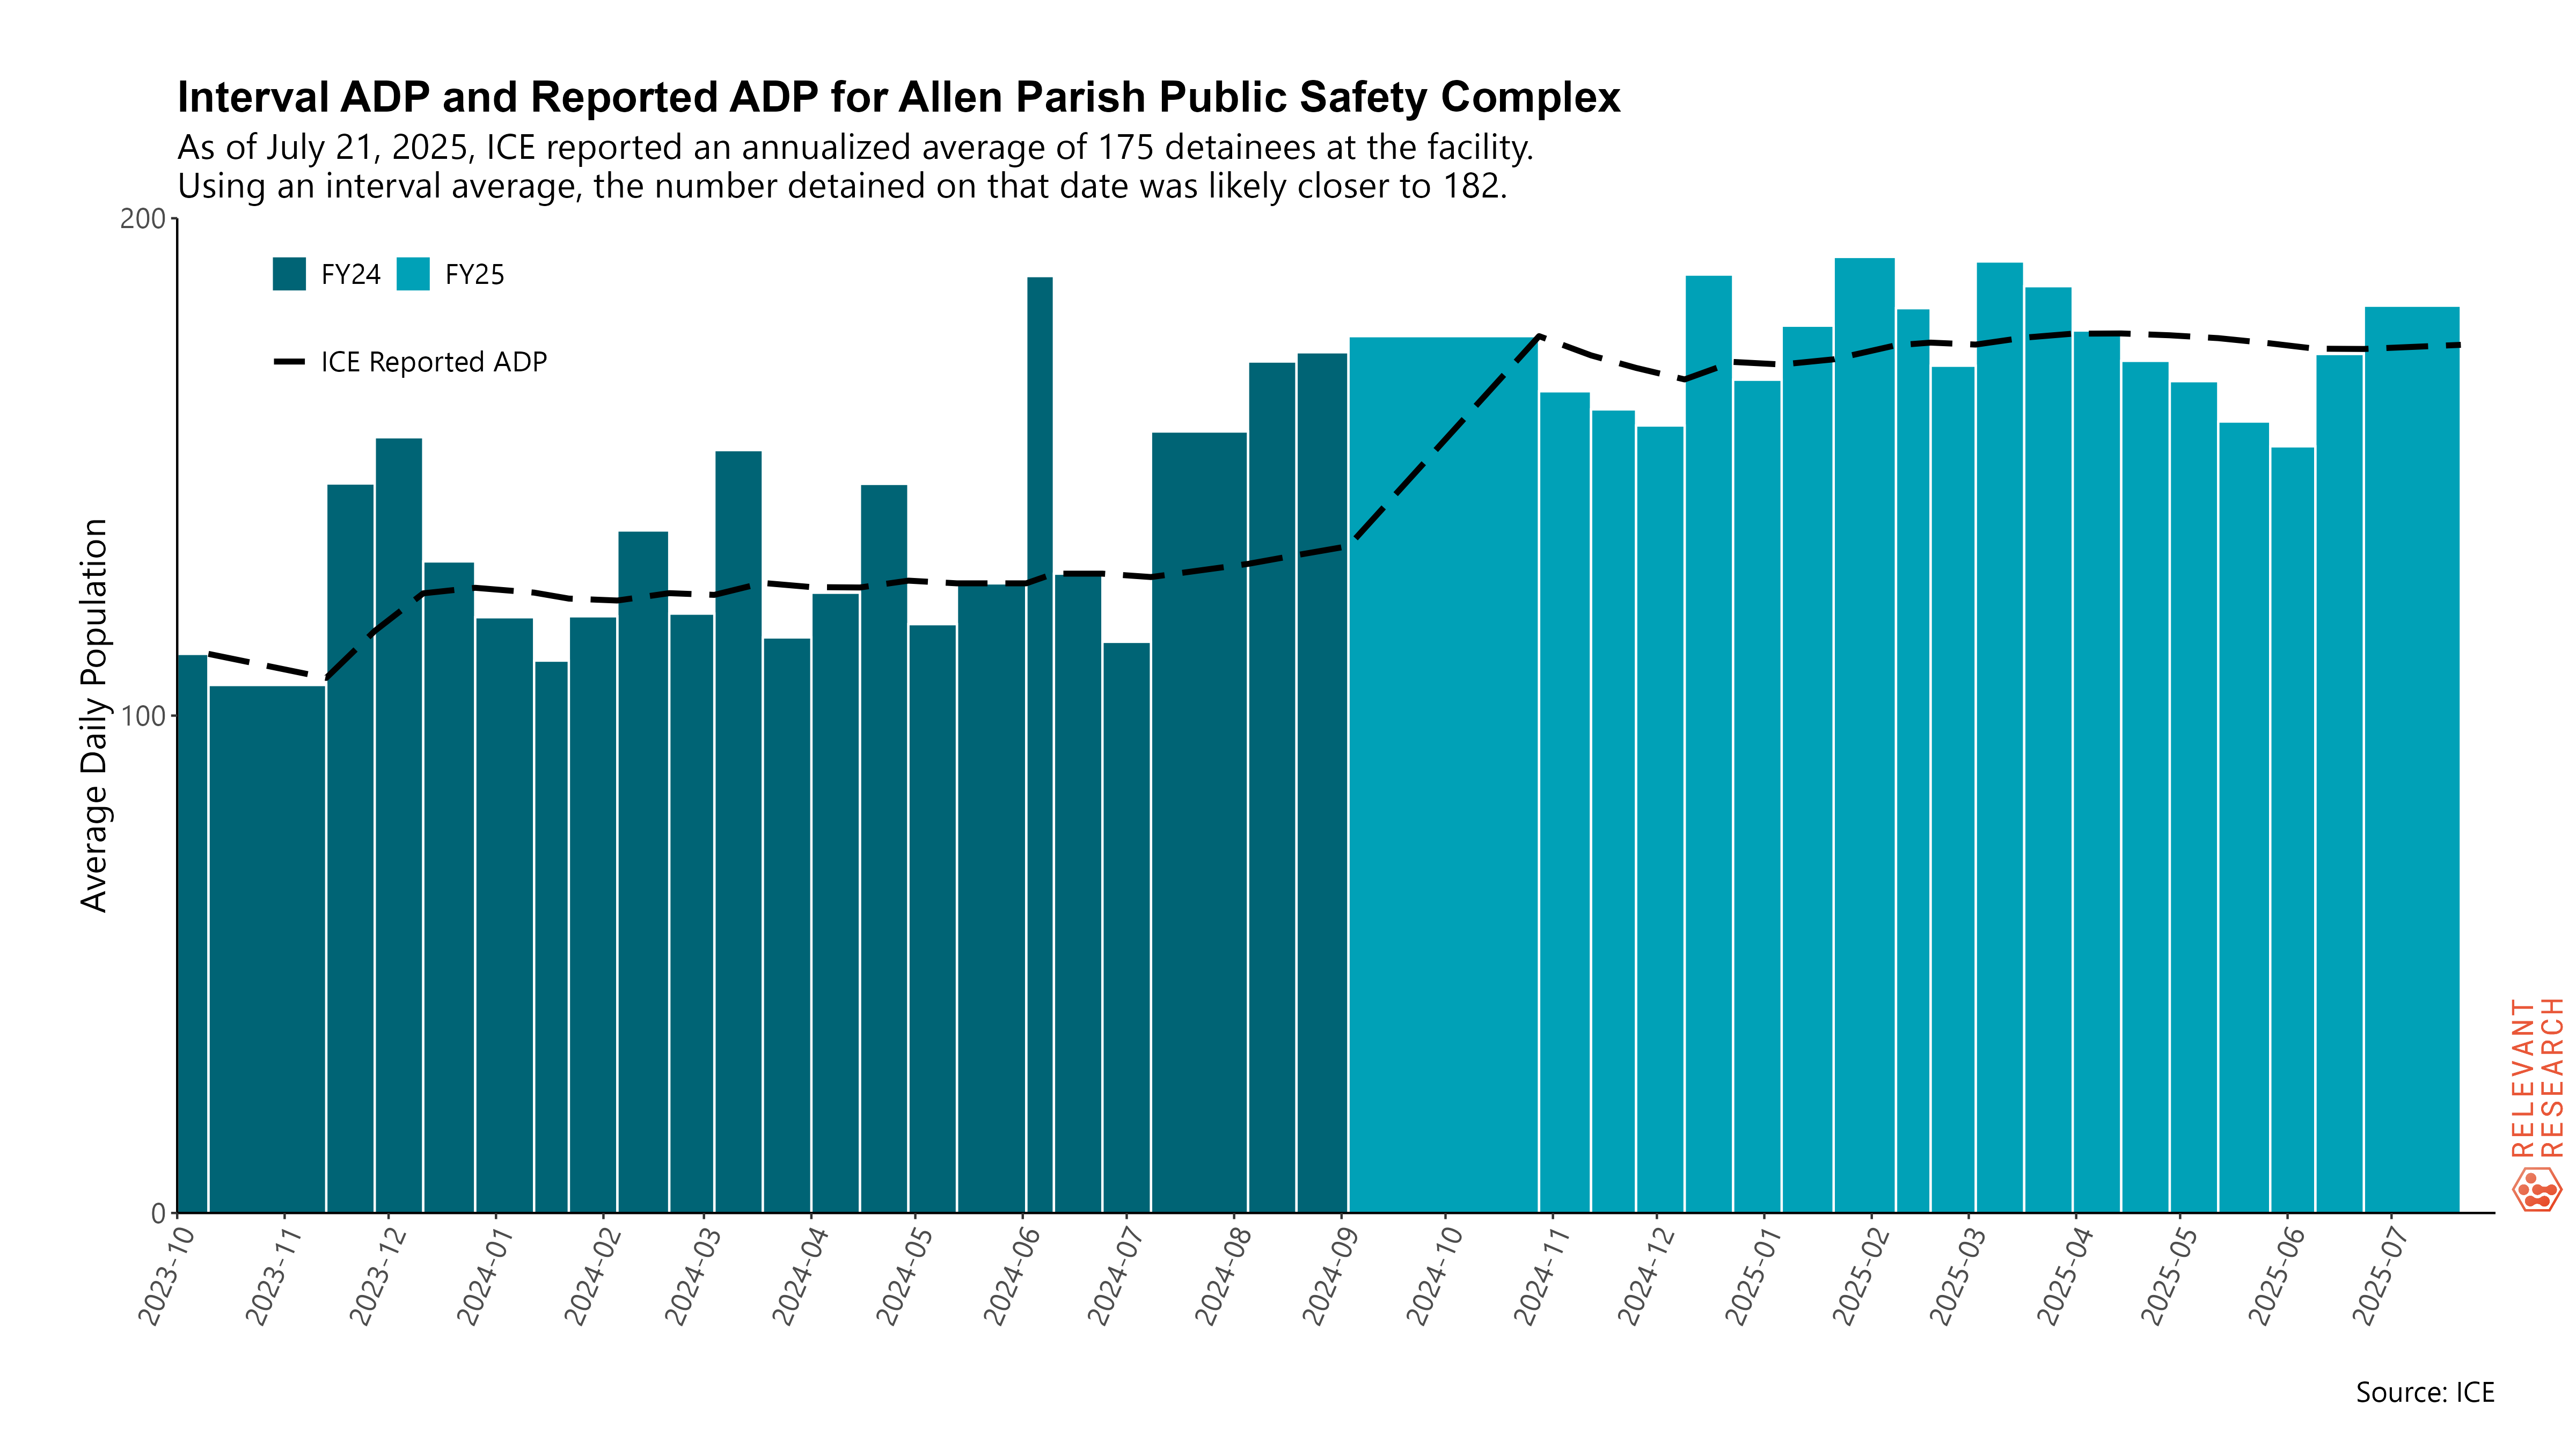 Interval ADP and Reported ADP for Allen Parish Public Safety Complex
As of July 21, 2025, ICE reported an annualized average of 175 detainees at the facility.
Using an interval average, the number detained on that date was likely closer to 182.
200
FY24 FY25
ICE Reported ADP
Average Daily Population
100
0
2023-10 2023-11 2023-12 2024-01 2024-02 2024-03 2024-04 2024-05 2024-06 2024-07 2024-08 2024-09 2024-10 2024-11 2024-12 2025-01 2025-02 2025-03 2025-04 2025-05 2025-06 2025-07
RELEVANT
RESEARCH
Source: ICE